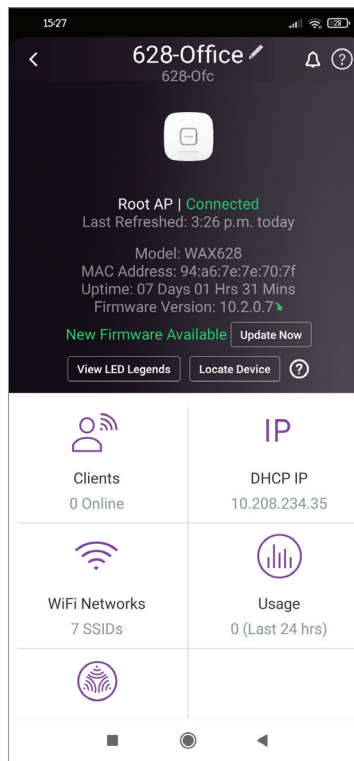 15:27
28
628-Office
628-Ofc
Root AP | Connected
Last Refreshed: 3:26 p.m. today
Model: WAX628
MAC Address: 94:a6:7e:7e:70:7f
Uptime: 07 Days 01 Hrs 31 Mins
Firmware Version: 10.2.0.7
New Firmware Available Update Now
View LED Legends Locate Device ?
Clients
0 Online
IP
DHCP IP
10.208.234.35
WiFi Networks
7 SSIDs
Usage
0 (Last 24 hrs)